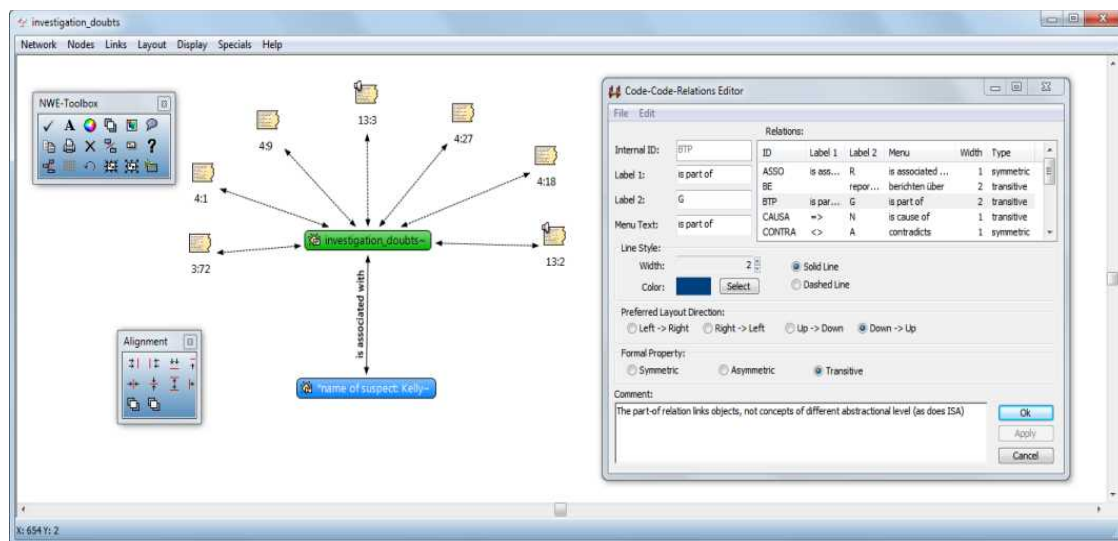 investigation_doubts
Network Nodes Links Layout Display Specials Help
NWE-Toolbox
A
?
13:3
4:9
4:27
4:1
4:18
investigation_doubts~
3:72
13:2
is associated with
Alignment
*name of suspect: Kelly~
Code-Code-Relations Editor
File Edit
Relations:
Internal ID: BTP
Label 1: is part of
Label 2: G
Menu Text: is part of
ID Label 1 Label 2 Menu Width Type
ASSO is ass... R is associated ... 1 symmetric
BE repor... berichten über 2 transitive
BTP is par... G is part of 2 transitive
CAUSA => N is cause of 1 transitive
CONTRA <> A contradicts 1 symmetric
Line Style:
Width: 2 Solid Line
Color: Select Dashed Line
Preferred Layout Direction:
Left -> Right Right -> Left Up -> Down Down -> Up
Formal Property:
Symmetric Asymmetric Transitive
Comment:
The part-of relation links objects, not concepts of different abstractional level (as does ISA)
Ok
Apply
Cancel
X: 654 Y: 2